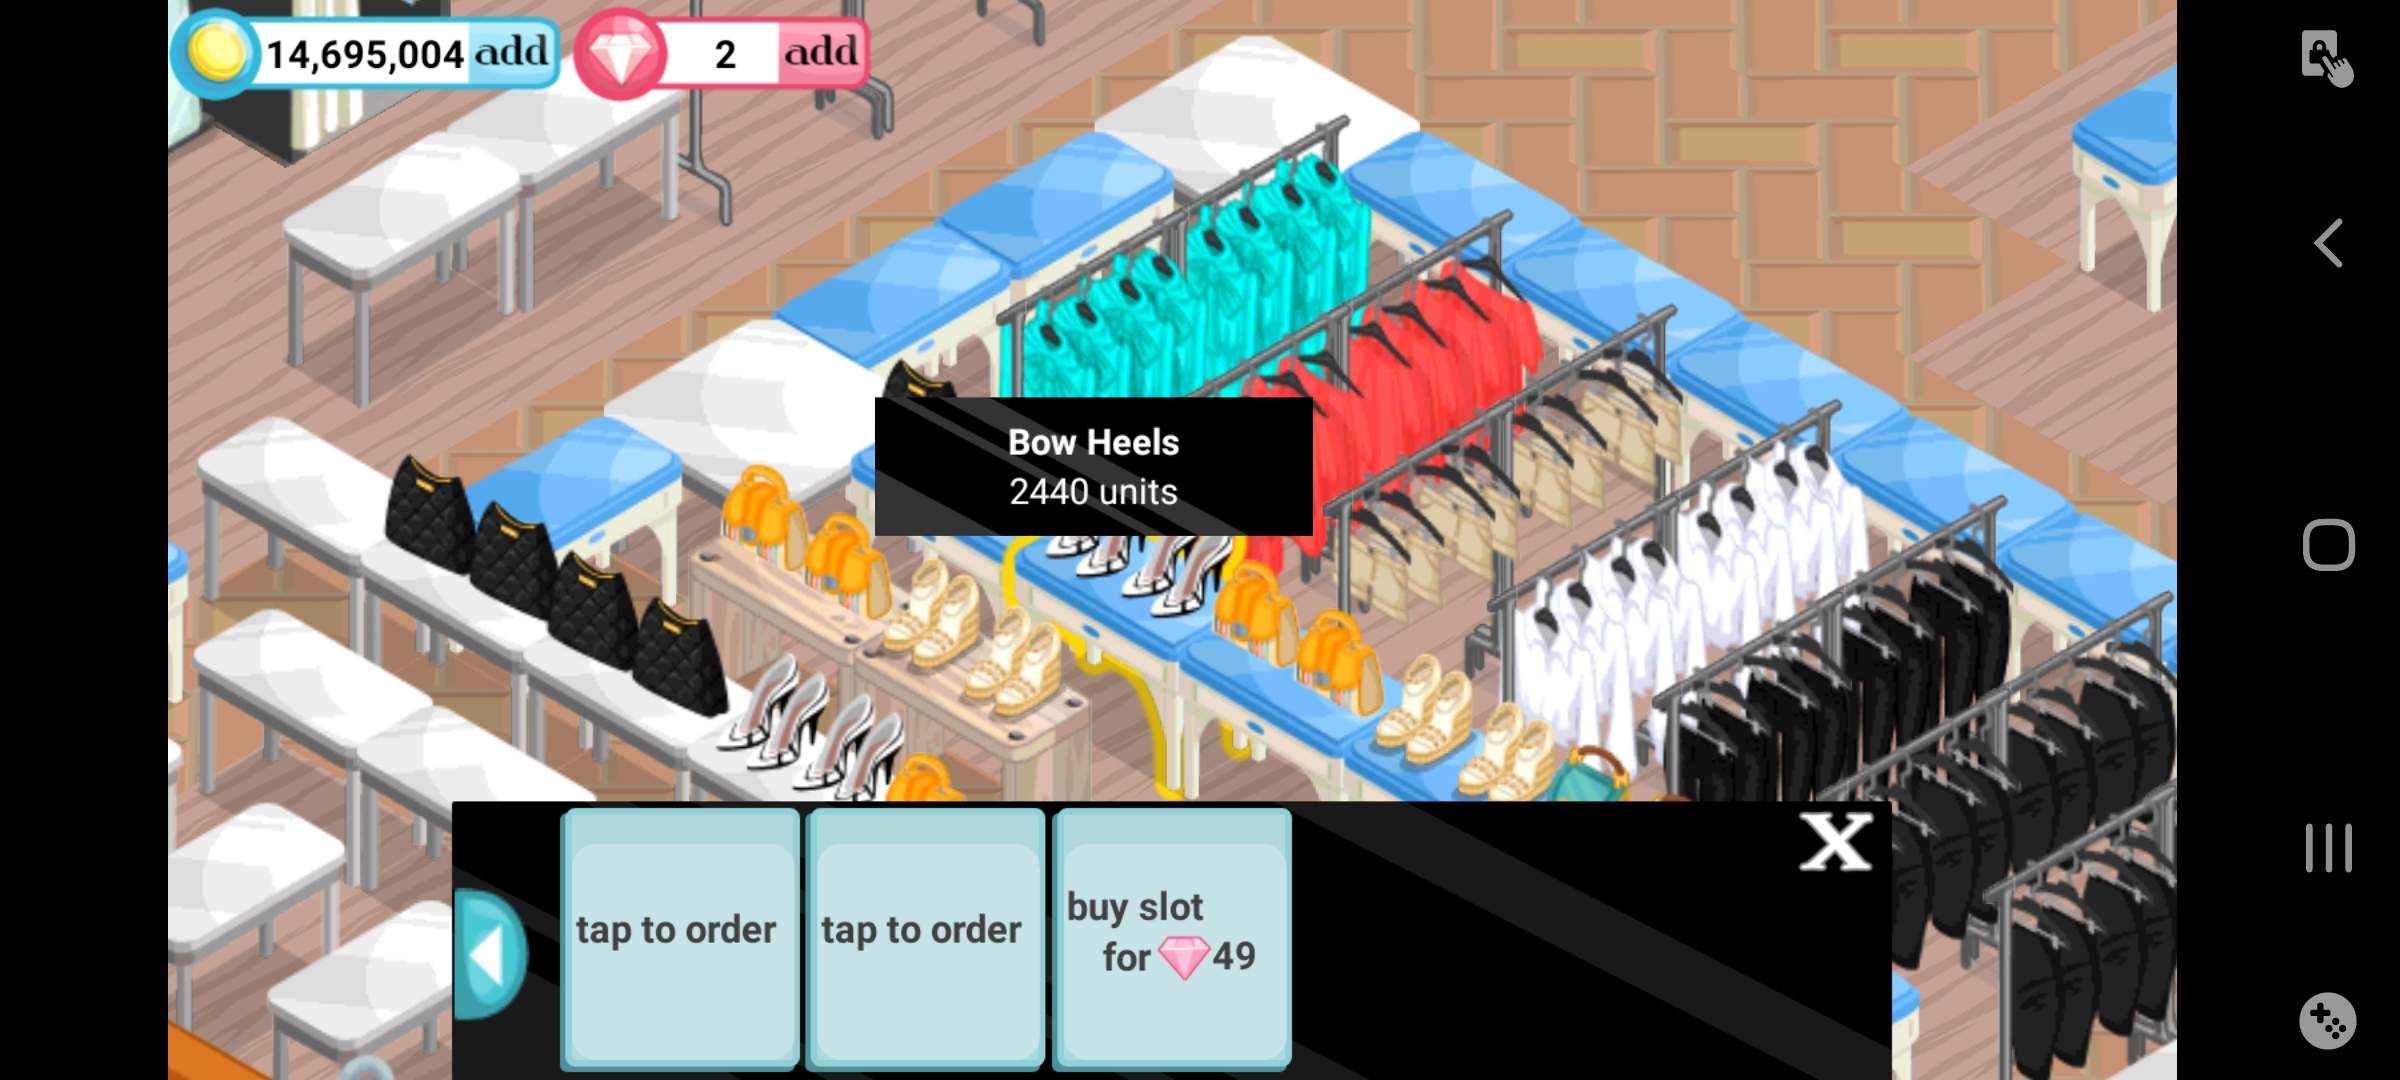 14,695,004 add
2 add
Bow Heels
2440 units
tap to order
tap to order
buy slot
for 49
X